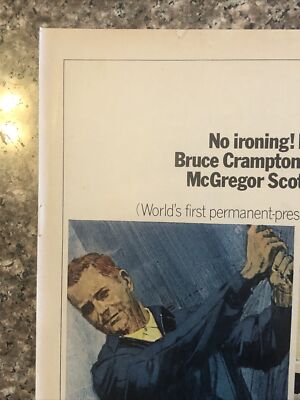 No ironing!
Bruce Crampton
McGregor Scot
(World's first permanent-pres